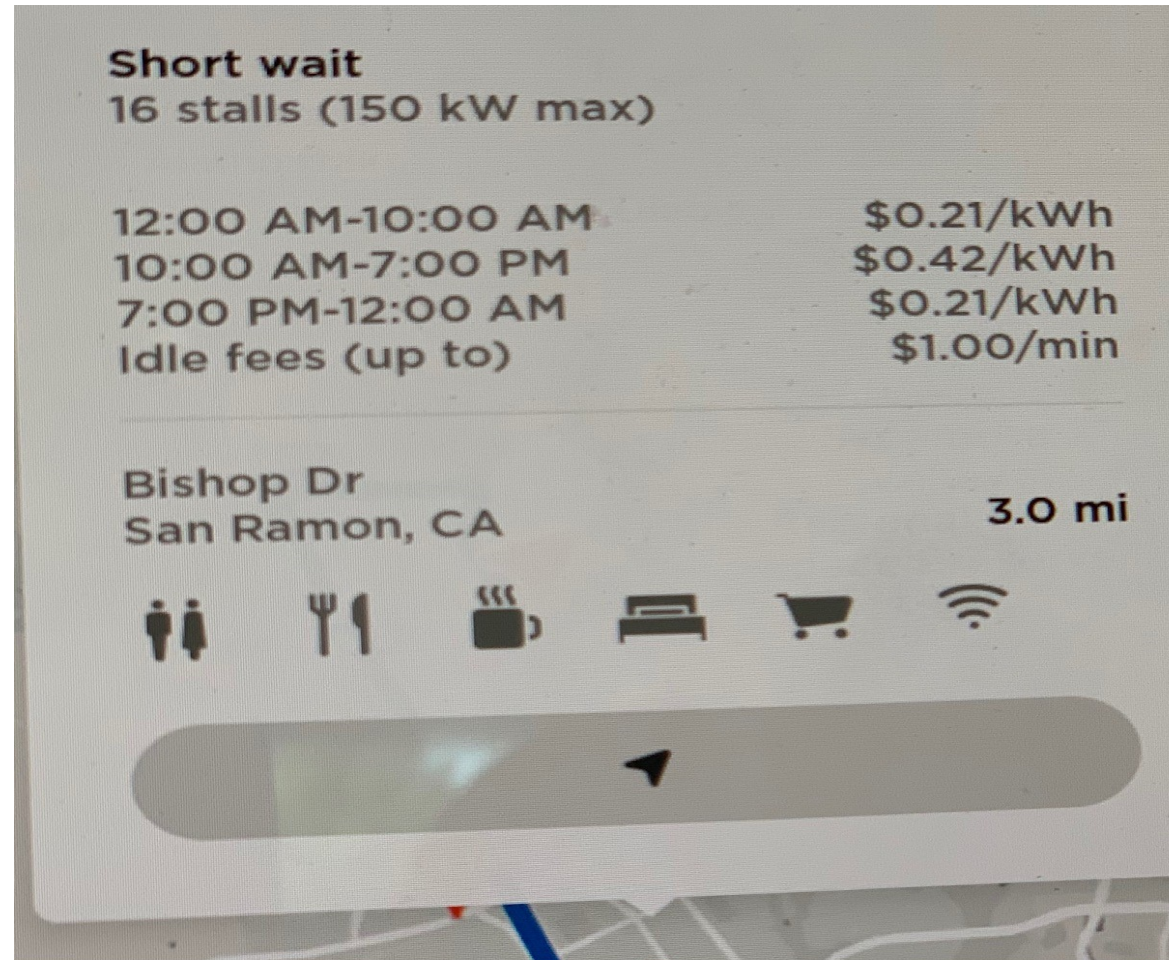 Short wait
16 stalls (150 kW max)
12:00 AM-10:00 AM $0.21/kWh
10:00 AM-7:00 PM $0.42/kWh
7:00 PM-12:00 AM $0.21/kWh
Idle fees (up to) $1.00/min
Bishop Dr
San Ramon, CA 3.0 mi